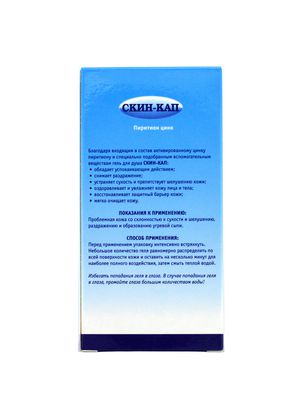 СКИН-КАП
Пиритион цинк
Благодаря входящим в состав активированному цинку
пиритиону и специально подобранным вспомогательным
веществам гель для душа СКИН-КАП:
• обладает успокаивающим действием;
• снимает раздражение;
• устраняет сухость и препятствует шелушению кожи;
• оздоравливает и увлажняет кожу лица и тела;
• восстанавливает защитный барьер кожи;
• мягко очищает кожу.
ПОКАЗАНИЯ К ПРИМЕНЕНИЮ:
Проблемная кожа со склонностью к сухости и шелушению,
раздражению и образованию угревой сыпи.
СПОСОБ ПРИМЕНЕНИЯ:
Перед применением упаковку интенсивно встряхнуть.
Небольшое количество геля равномерно распределить по
всей поверхности кожи и оставить на несколько минут для
наиболее полного воздействия, затем смыть теплой водой.
Избегать попадания геля в глаза. В случае попадания геля
в глаза, промойте глаза большим количеством воды!